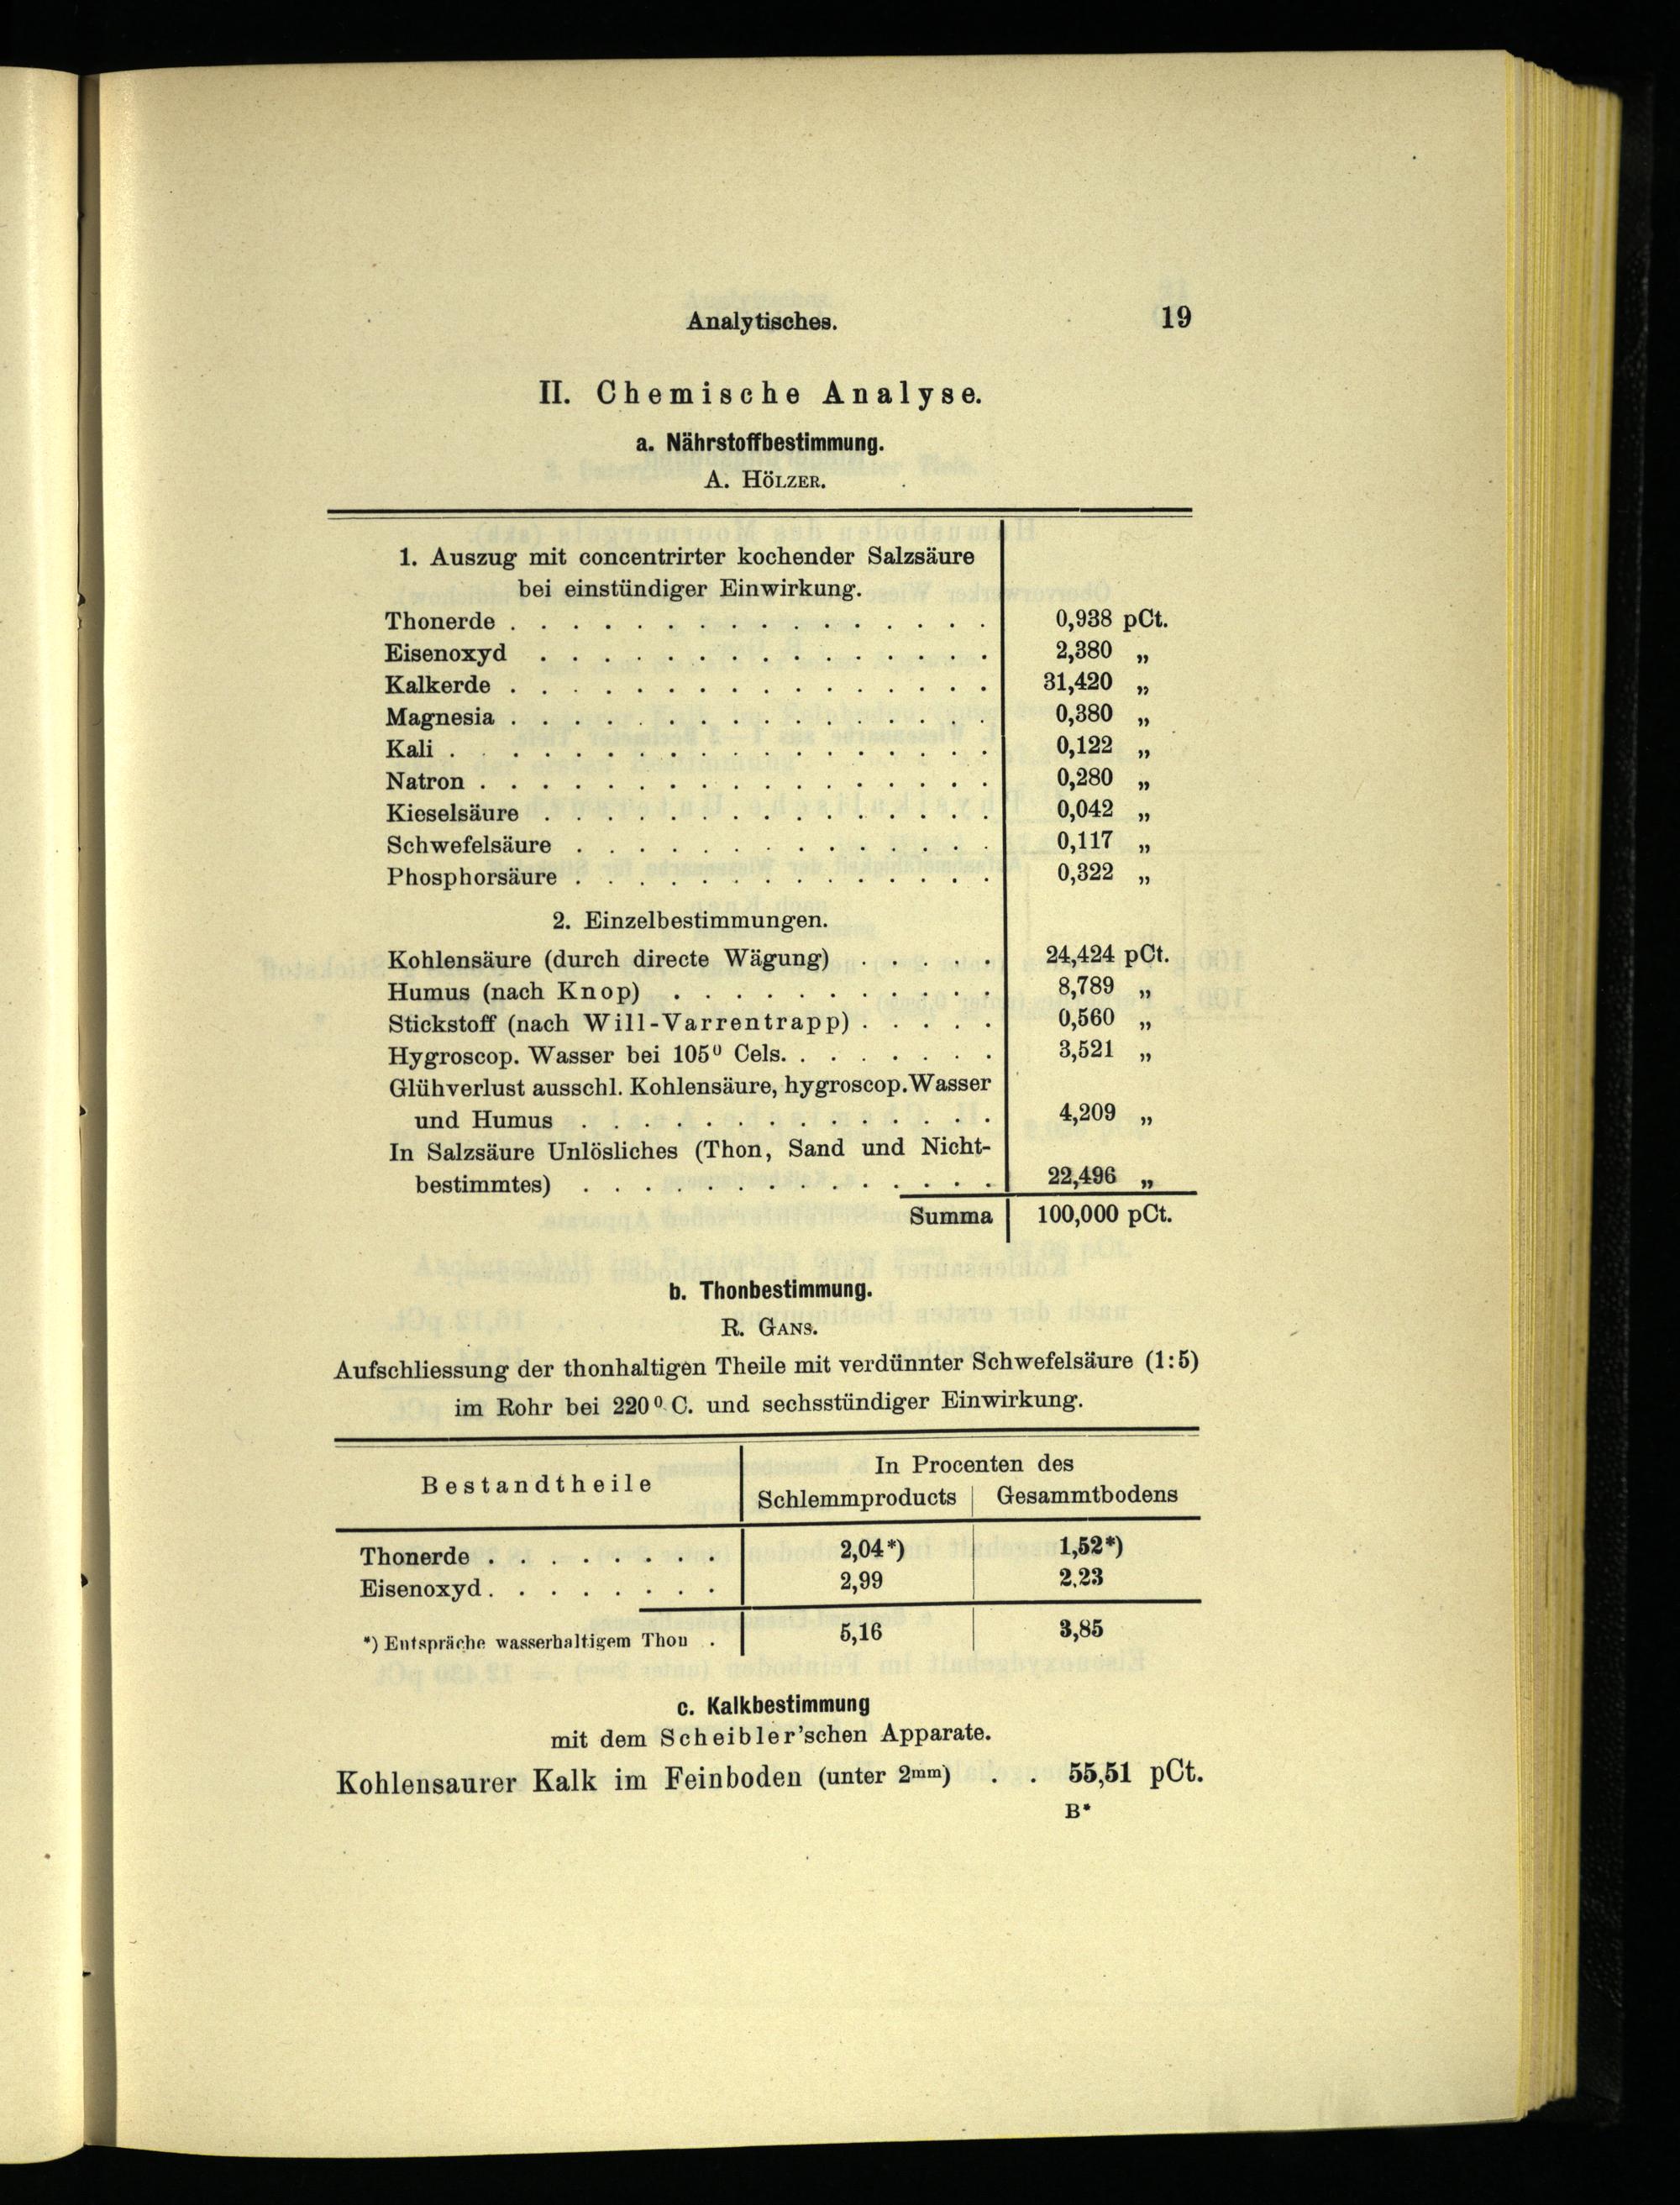 Analytisches. 19
II. Chemische Analyse.
a. Nährstoffbestimmung.
A. HÖLZER.
1. Auszug mit concentrirter kochender Salzsäure
bei einstündiger Einwirkung.
Thonerde . . . . . . . . . . . . . . . . 0,938 pCt.
Eisenoxyd . . . . . . . . . . . . . . . 2,380 „
Kalkerde . . . . . . . . . . . . . . . . 31,420 „
Magnesia . . . . . . . . . . . . . . . . 0,380 „
Kali . . . . . . . . . . . . . . . . . . 0,122 „
Natron . . . . . . . . . . . . . . . . . 0,280 „
Kieselsäure . . . . . . . . . . . . . . . 0,042 „
Schwefelsäure . . . . . . . . . . . . . . 0,117 „
Phosphorsäure . . . . . . . . . . . . . . 0,322 „
2. Einzelbestimmungen.
Kohlensäure (durch directe Wägung) . . . . . 24,424 pCt.
Humus (nach Knop) . . . . . . . . . . . 8,789 „
Stickstoff (nach Will-Varrentrapp) . . . . . 0,560 „
Hygroscop. Wasser bei 105⁰ Cels. . . . . . . . 3,521 „
Glühverlust ausschl. Kohlensäure, hygroscop. Wasser
und Humus . . . . . . . . . . . . . . 4,209 „
In Salzsäure Unlösliches (Thon, Sand und Nicht-
bestimmtes) . . . . . . . . . . . . . . 22,496 „
Summa 100,000 pCt.
b. Thonbestimmung.
R. GANS.
Aufschliessung der thonhaltigen Theile mit verdünnter Schwefelsäure (1:5)
im Rohr bei 220⁰ C. und sechsstündiger Einwirkung.
In Procenten des
Bestandtheile
Schlemmproducts Gesammtbodens
Thonerde . . . . . . . . 2,04*) 1,52*)
Eisenoxyd . . . . . . . . 2,99 2.23
*) Entspräche wasserhaltigem Thon . 5,16 3,85
c. Kalkbestimmung
mit dem Scheibler'schen Apparate.
Kohlensaurer Kalk im Feinboden (unter 2mm) . . 55,51 pCt.
B*